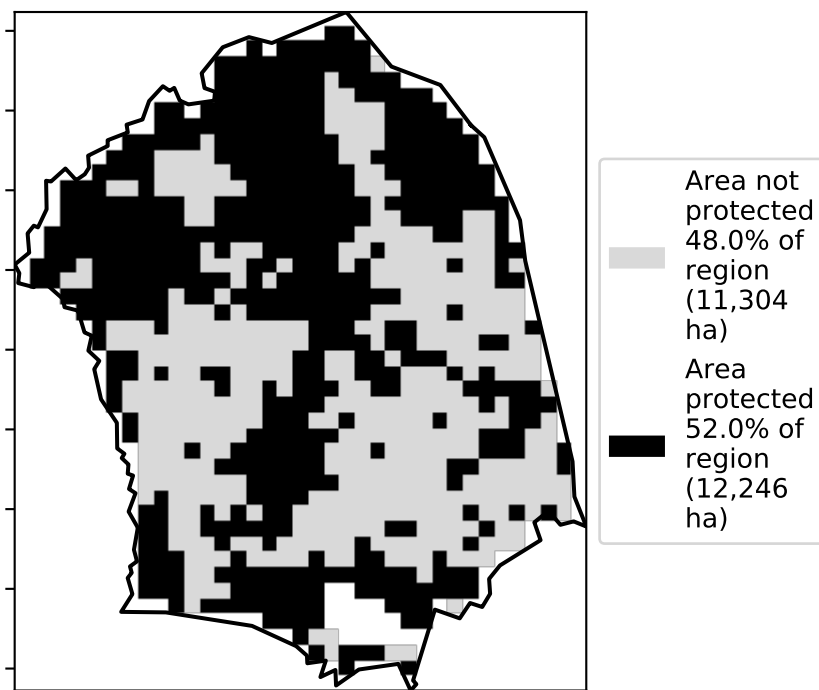 Area not
protected
48.0% of
region
(11,304
ha)
Area
protected
52.0% of
region
(12,246
ha)